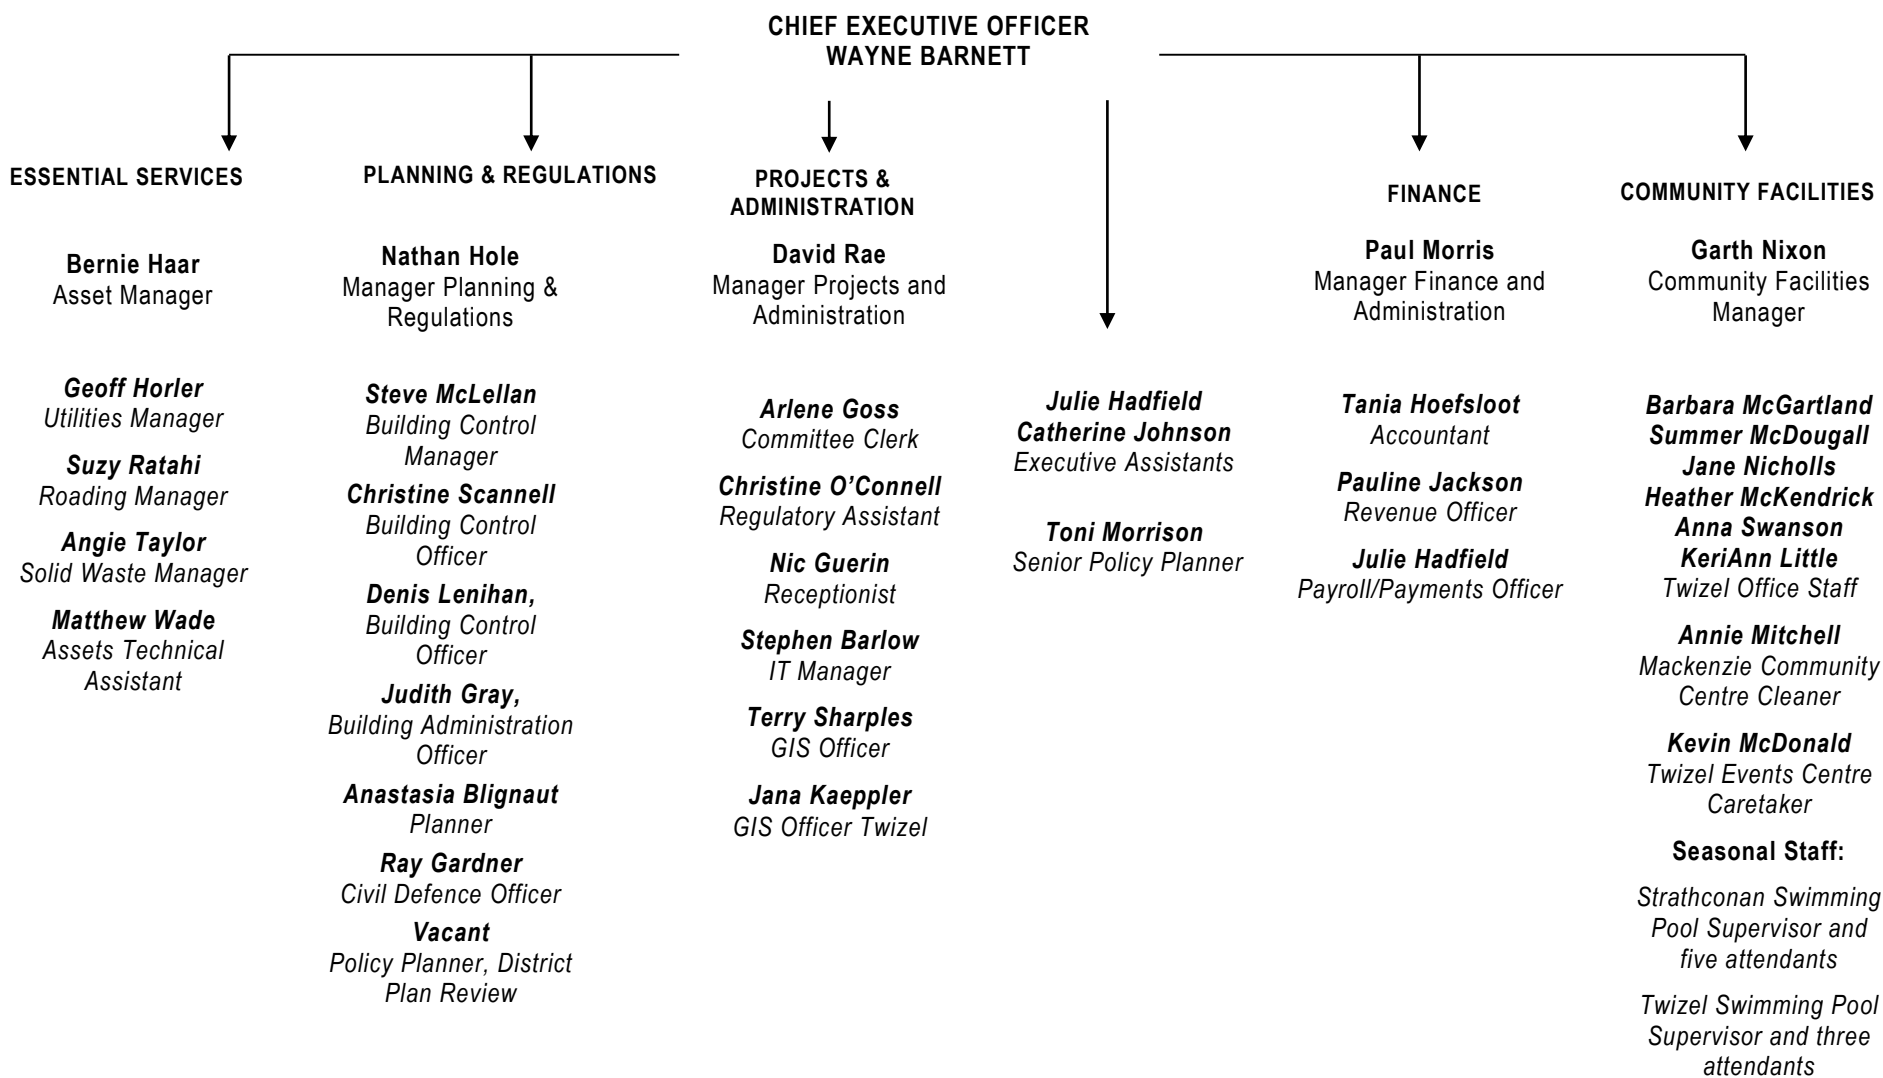 CHIEF EXECUTIVE OFFICER
WAYNE BARNETT
ESSENTIAL SERVICES
Bernie Haar
Asset Manager
Geoff Horler
Utilities Manager
Suzy Ratahi
Roading Manager
Angie Taylor
Solid Waste Manager
Matthew Wade
Assets Technical
Assistant
PLANNING & REGULATIONS
Nathan Hole
Manager Planning &
Regulations
Steve McLellan
Building Control
Manager
Christine Scannell
Building Control
Officer
Denis Lenihan,
Building Control
Officer
Judith Gray,
Building Administration
Officer
Anastasia Blignaut
Planner
Ray Gardner
Civil Defence Officer
Vacant
Policy Planner, District
Plan Review
PROJECTS &
ADMINISTRATION
David Rae
Manager Projects and
Administration
Arlene Goss
Committee Clerk
Christine O’Connell
Regulatory Assistant
Nic Guerin
Receptionist
Stephen Barlow
IT Manager
Terry Sharples
GIS Officer
Jana Kaeppler
GIS Officer Twizel
Julie Hadfield
Catherine Johnson
Executive Assistants
Toni Morrison
Senior Policy Planner
FINANCE
Paul Morris
Manager Finance and
Administration
Tania Hoefsloot
Accountant
Pauline Jackson
Revenue Officer
Julie Hadfield
Payroll/Payments Officer
COMMUNITY FACILITIES
Garth Nixon
Community Facilities
Manager
Barbara McGartland
Summer McDougall
Jane Nicholls
Heather McKendrick
Anna Swanson
KeriAnn Little
Twizel Office Staff
Annie Mitchell
Mackenzie Community
Centre Cleaner
Kevin McDonald
Twizel Events Centre
Caretaker
Seasonal Staff:
Strathconan Swimming
Pool Supervisor and
five attendants
Twizel Swimming Pool
Supervisor and three
attendants